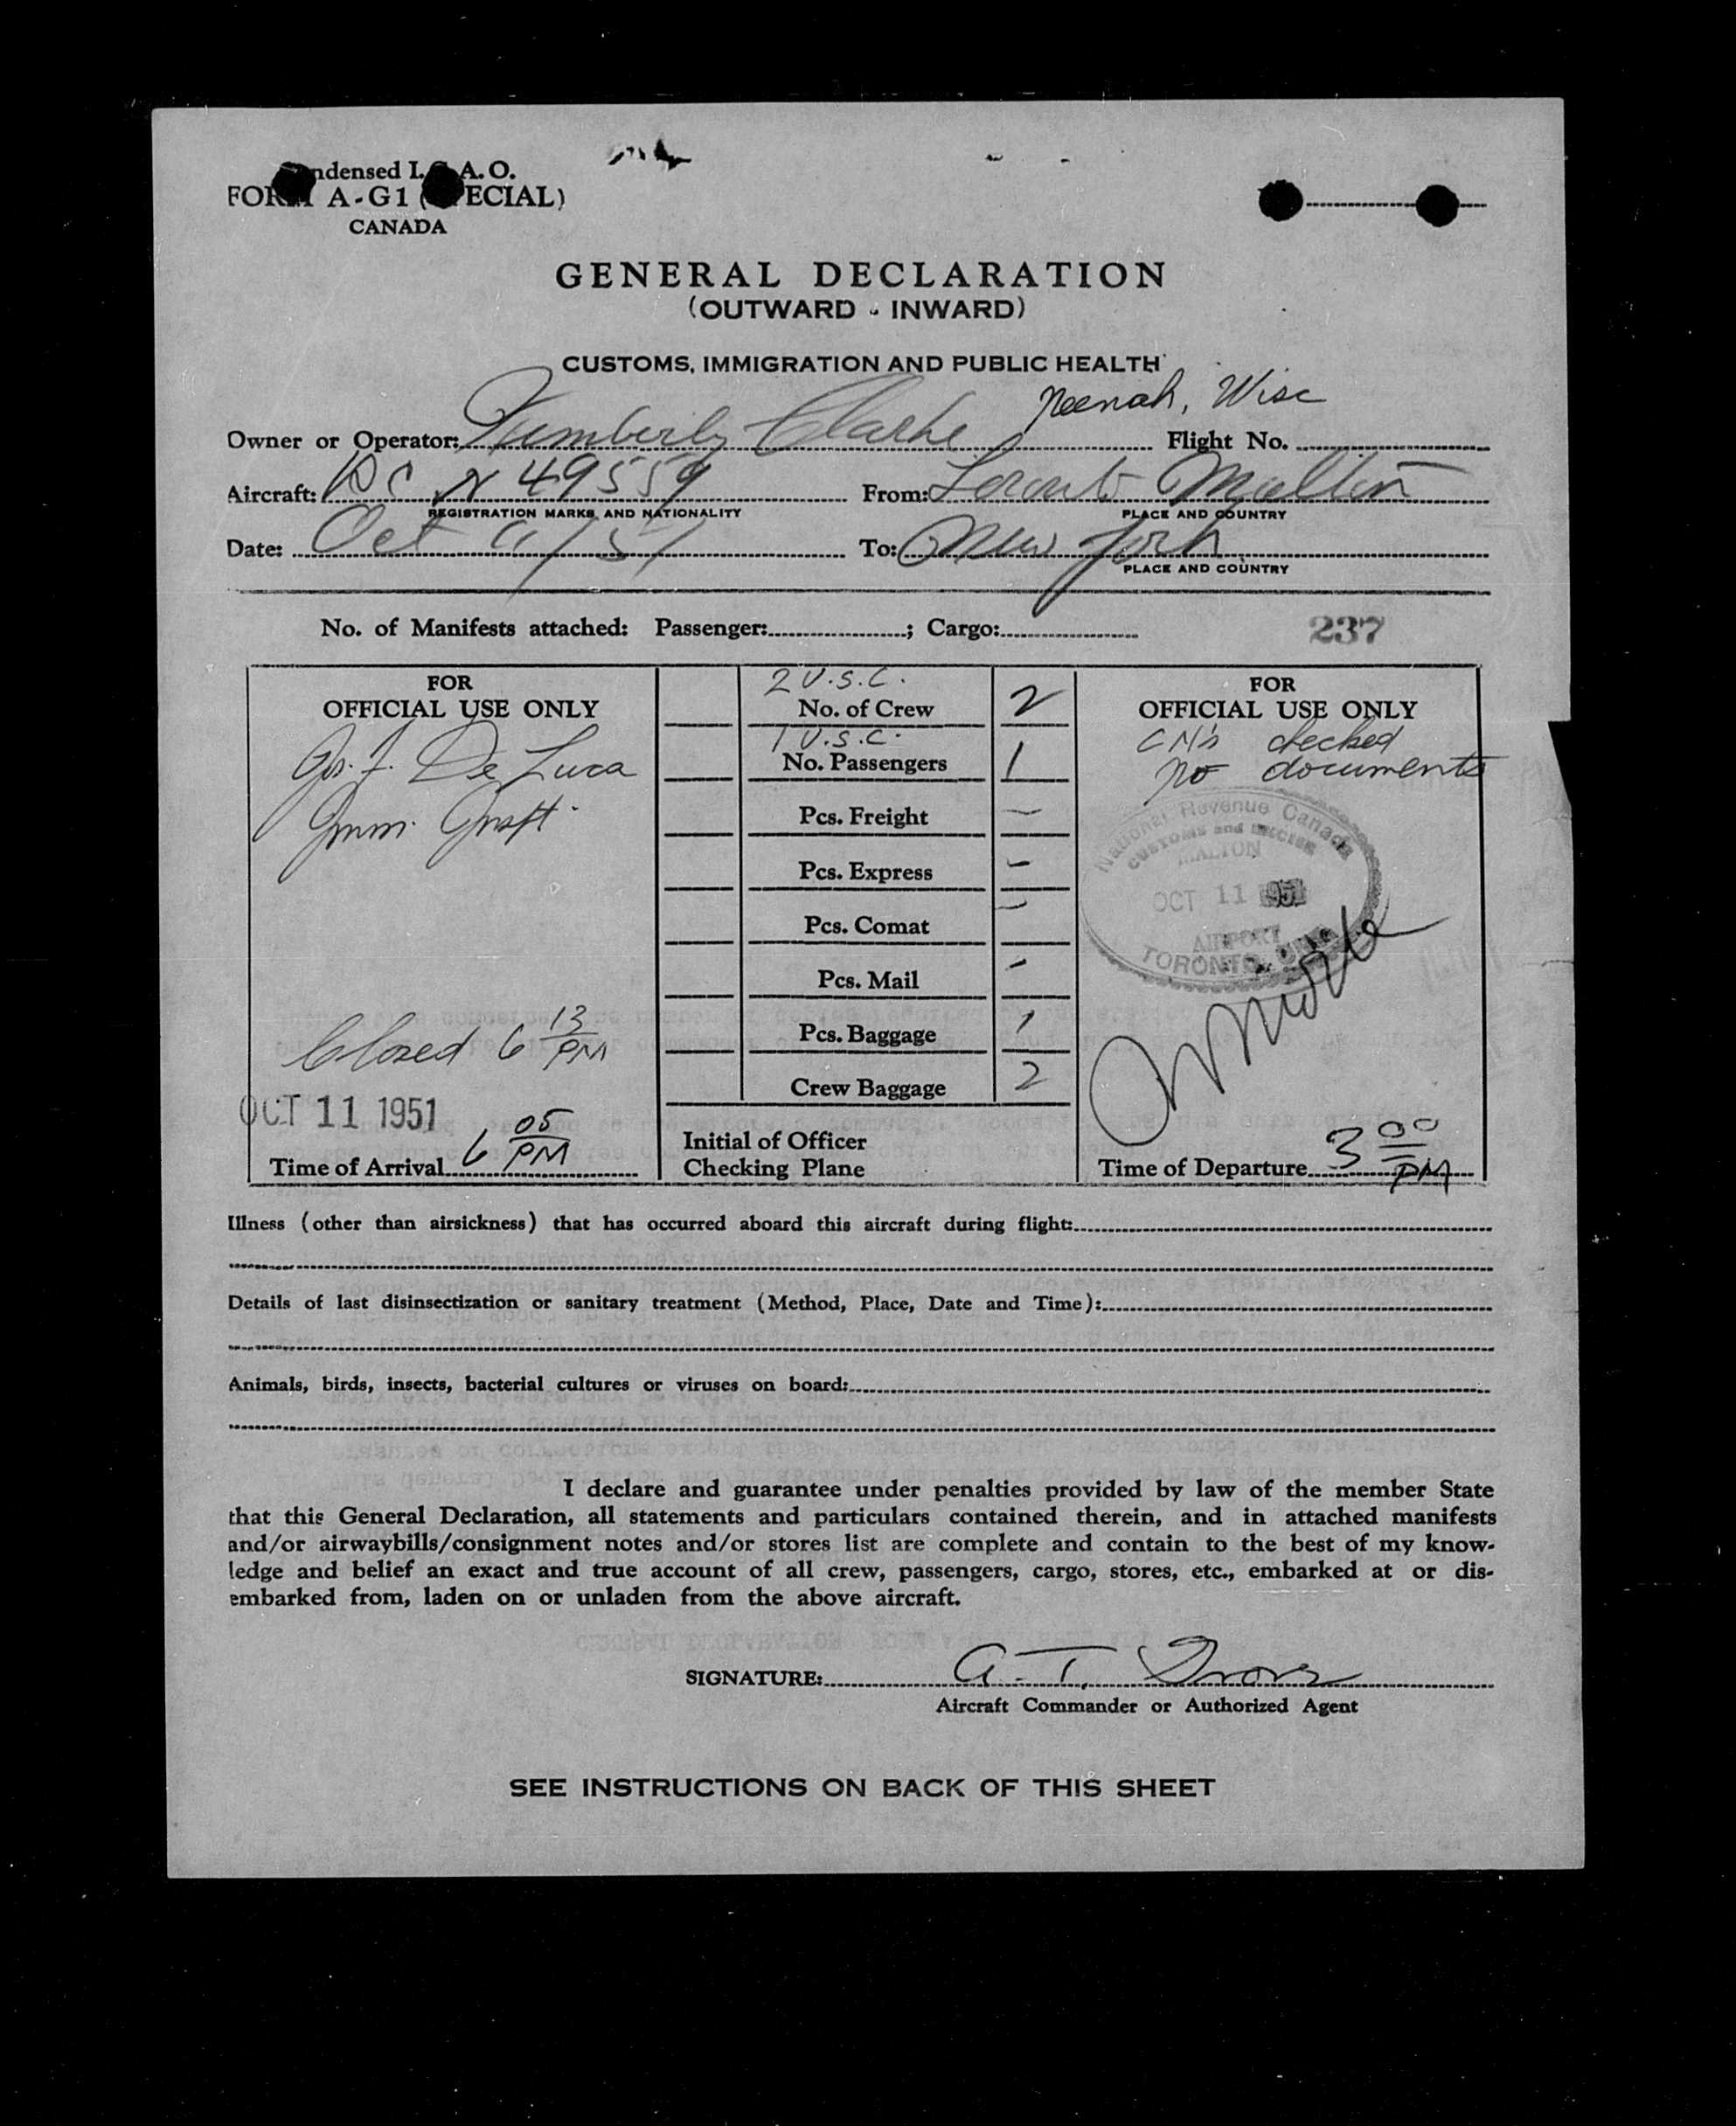 Condensed I.C.A.O.
FORM A-G1 (SPECIAL)
CANADA
GENERAL DECLARATION
(OUTWARD - INWARD)
CUSTOMS, IMMIGRATION AND PUBLIC HEALTH
Neenah, Wisc
Owner or Operator: Kimberly Clarke Flight No.
Aircraft: DC N 49559 From: Toronto Malton
REGISTRATION MARKS AND NATIONALITY PLACE AND COUNTRY
Date: Oct 11/51 To: New York
PLACE AND COUNTRY
No. of Manifests attached: Passenger: ; Cargo:
237
FOR
OFFICIAL USE ONLY
De Luca
Closed 6 13 PM
OCT 11 1951
Time of Arrival 6 05 PM
2 U.S.C.
No. of Crew 2
1 U.S.C.
No. Passengers 1
Pcs. Freight —
Pcs. Express -
Pcs. Comat -
Pcs. Mail -
Pcs. Baggage 1
Crew Baggage 2
Initial of Officer
Checking Plane
FOR
OFFICIAL USE ONLY
checked
no documents
National Revenue Canada
CUSTOMS and EXCISE
MALTON
OCT 11 1951
AIRPORT
TORONTO, ONT.
Time of Departure 3 00 PM
Illness (other than airsickness) that has occurred aboard this aircraft during flight:
Details of last disinsectization or sanitary treatment (Method, Place, Date and Time):
Animals, birds, insects, bacterial cultures or viruses on board:
I declare and guarantee under penalties provided by law of the member State
that this General Declaration, all statements and particulars contained therein, and in attached manifests
and/or airwaybills/consignment notes and/or stores list are complete and contain to the best of my know-
ledge and belief an exact and true account of all crew, passengers, cargo, stores, etc., embarked at or dis-
embarked from, laden on or unladen from the above aircraft.
SIGNATURE: A. T.
Aircraft Commander or Authorized Agent
SEE INSTRUCTIONS ON BACK OF THIS SHEET